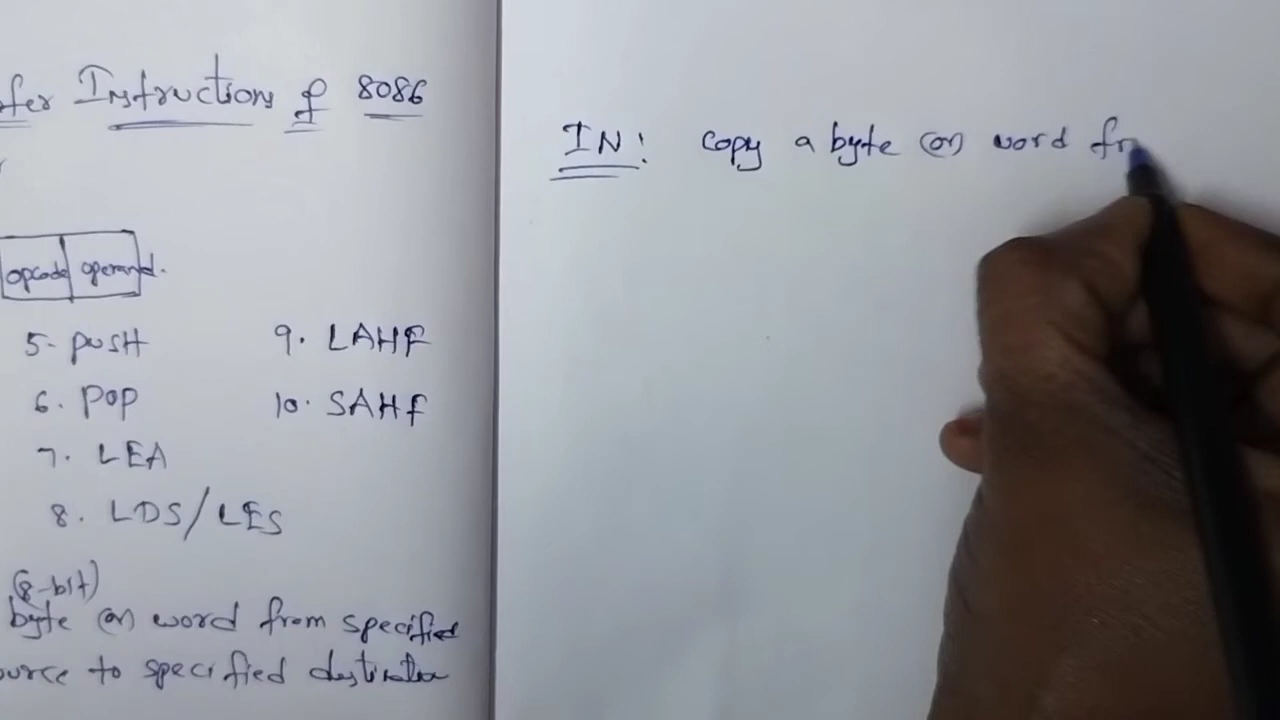 fer Instructions of 8086
opcode operand.
5. PUSH
6. POP
7. LEA
8. LDS/LES
9. LAHF
10. SAHF
(8-bit)
byte (or) word from specified
ource to specified destination
IN: Copy a byte (or) word fr